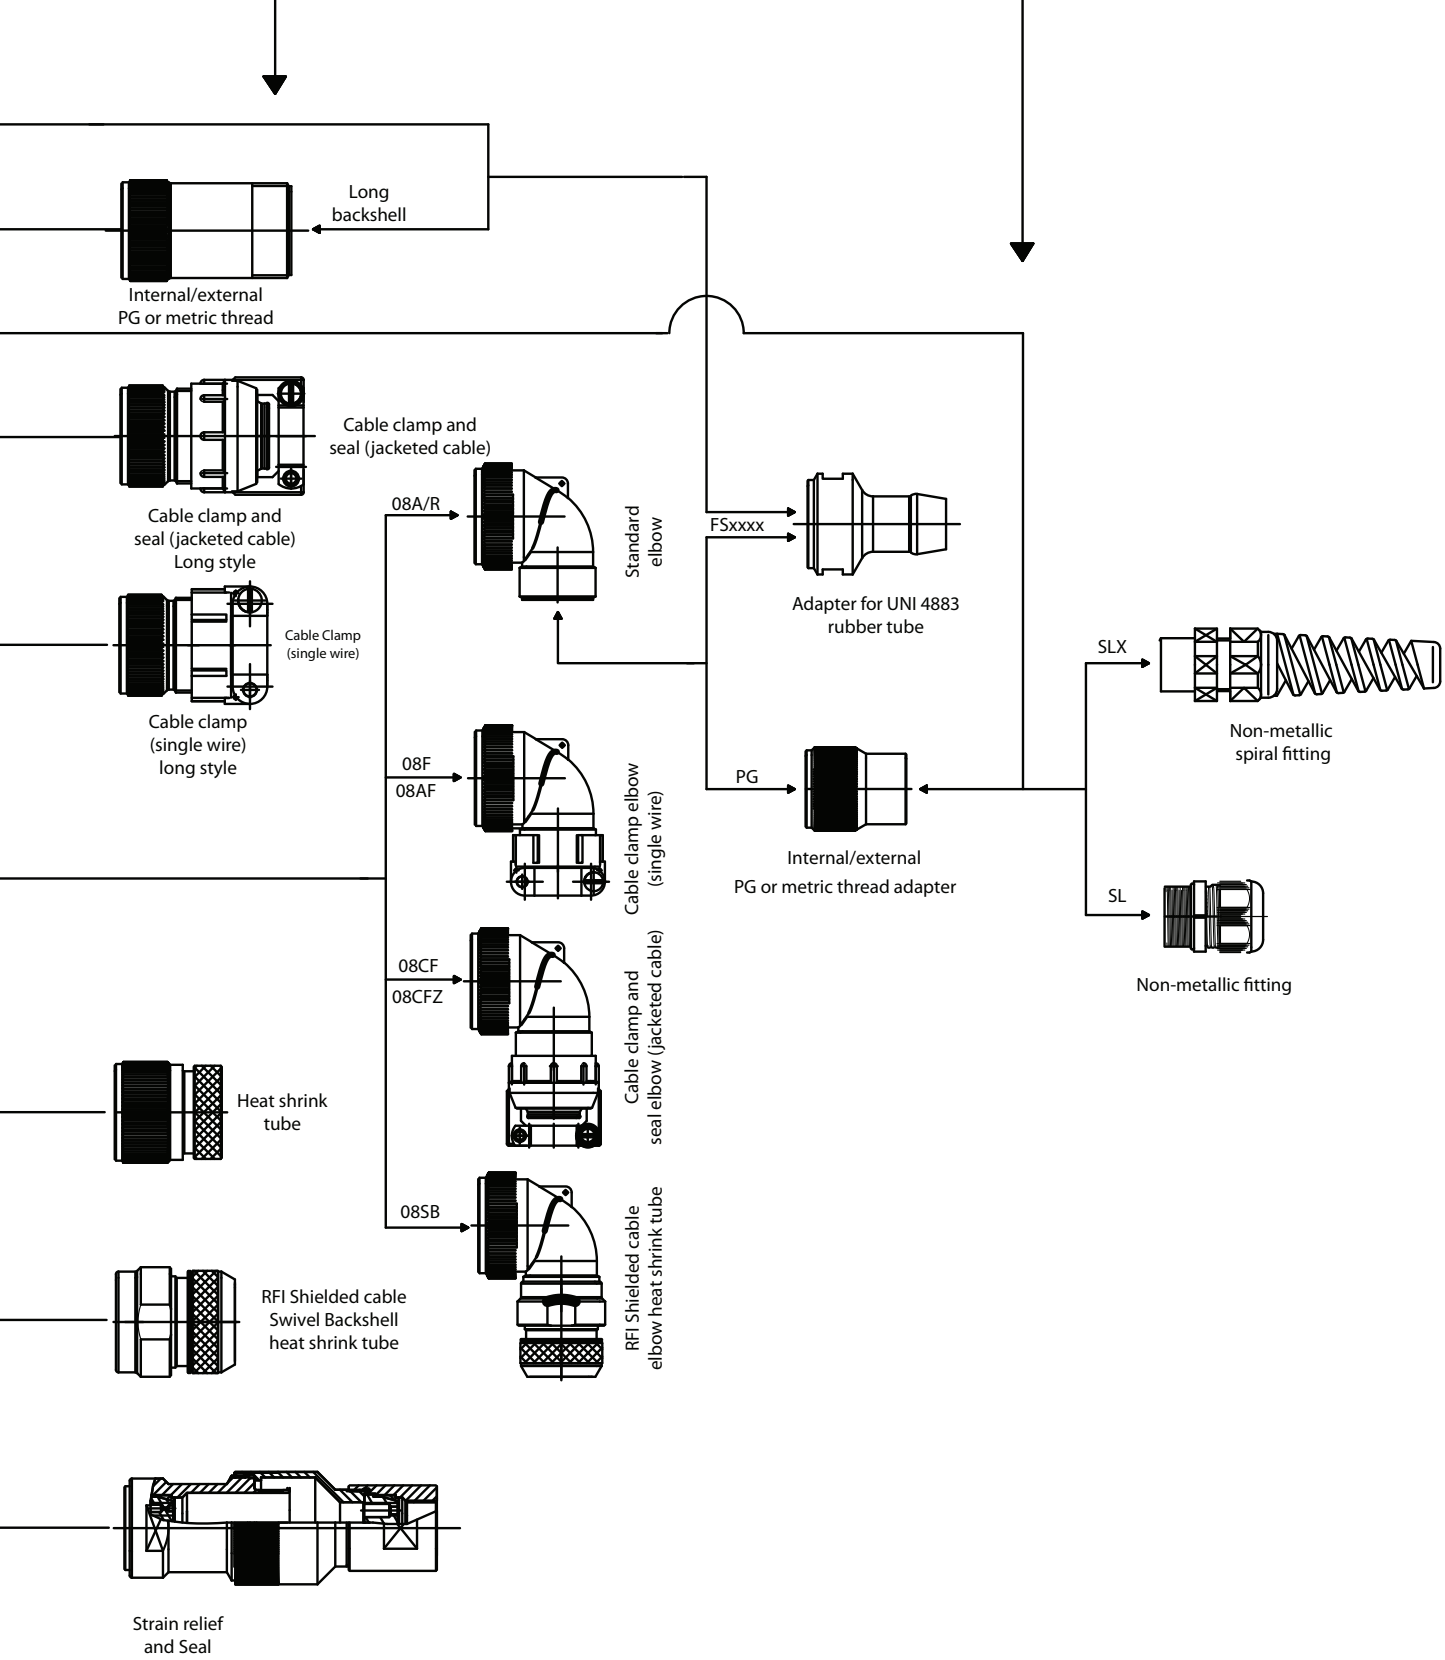 Long
backshell
Internal/external
PG or metric thread
Cable clamp and
seal (jacketed cable)
Cable clamp and
seal (jacketed cable)
Long style
Cable Clamp
(single wire)
Cable clamp
(single wire)
long style
Heat shrink
tube
RFI Shielded cable
Swivel Backshell
heat shrink tube
Strain relief
and Seal
08A/R
Standard
elbow
08F
08AF
Cable clamp elbow
(single wire)
08CF
08CFZ
Cable clamp and
seal elbow (jacketed cable)
08SB
RFI Shielded cable
elbow heat shrink tube
FSxxxx
Adapter for UNI 4883
rubber tube
PG
Internal/external
PG or metric thread adapter
SLX
Non-metallic
spiral fitting
SL
Non-metallic fitting